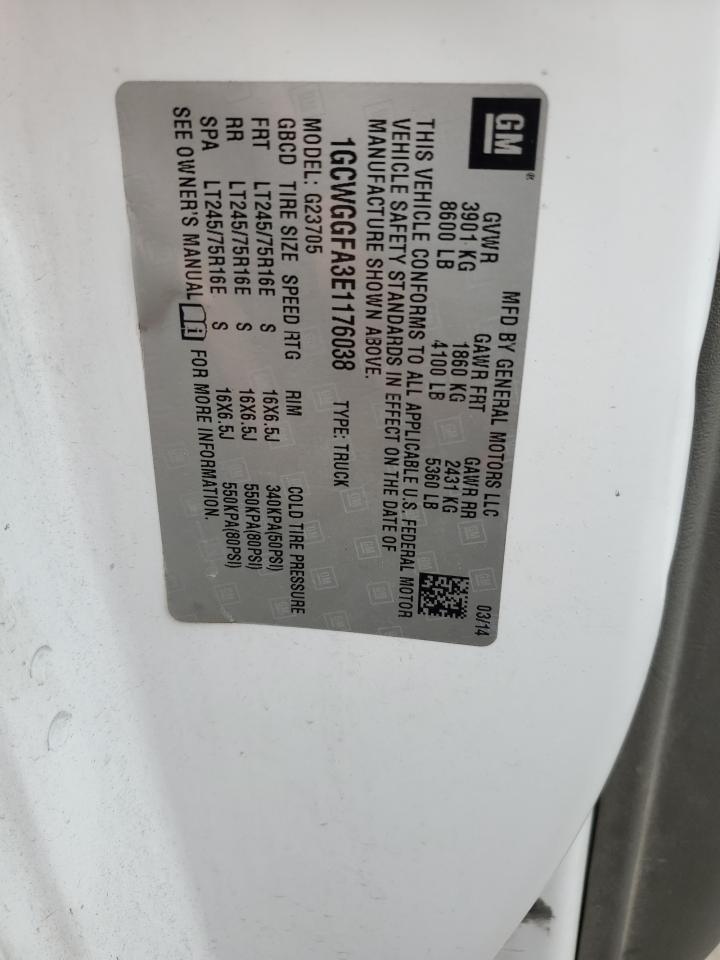 GM
MFD BY GENERAL MOTORS LLC 03/14
GVWR GAWR FRT GAWR RR
3901 KG 1860 KG 2431 KG
8600 LB 4100 LB 5360 LB
THIS VEHICLE CONFORMS TO ALL APPLICABLE U.S. FEDERAL MOTOR
VEHICLE SAFETY STANDARDS IN EFFECT ON THE DATE OF
MANUFACTURE SHOWN ABOVE.
1GCWGGFA3E1176038 TYPE: TRUCK
MODEL: G23705
GBCD TIRE SIZE SPEED RTG RIM COLD TIRE PRESSURE
FRT LT245/75R16E S 16X6.5J 340KPA(50PSI)
RR LT245/75R16E S 16X6.5J 550KPA(80PSI)
SPA LT245/75R16E S 16X6.5J 550KPA(80PSI)
SEE OWNER'S MANUAL i FOR MORE INFORMATION.